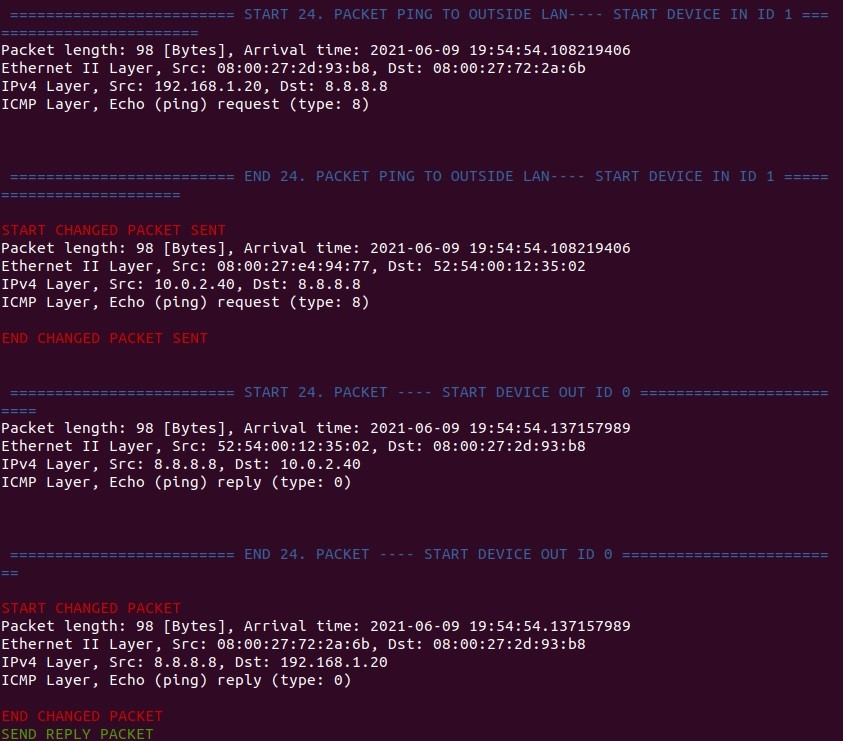 ========================= START 24. PACKET PING TO OUTSIDE LAN---- START DEVICE IN ID 1 ===
======================
Packet length: 98 [Bytes], Arrival time: 2021-06-09 19:54:54.108219406
Ethernet II Layer, Src: 08:00:27:2d:93:b8, Dst: 08:00:27:72:2a:6b
IPv4 Layer, Src: 192.168.1.20, Dst: 8.8.8.8
ICMP Layer, Echo (ping) request (type: 8)
========================= END 24. PACKET PING TO OUTSIDE LAN---- START DEVICE IN ID 1 =====
====================
START CHANGED PACKET SENT
Packet length: 98 [Bytes], Arrival time: 2021-06-09 19:54:54.108219406
Ethernet II Layer, Src: 08:00:27:e4:94:77, Dst: 52:54:00:12:35:02
IPv4 Layer, Src: 10.0.2.40, Dst: 8.8.8.8
ICMP Layer, Echo (ping) request (type: 8)
END CHANGED PACKET SENT
========================= START 24. PACKET ---- START DEVICE OUT ID 0 =====================
====
Packet length: 98 [Bytes], Arrival time: 2021-06-09 19:54:54.137157989
Ethernet II Layer, Src: 52:54:00:12:35:02, Dst: 08:00:27:2d:93:b8
IPv4 Layer, Src: 8.8.8.8, Dst: 10.0.2.40
ICMP Layer, Echo (ping) reply (type: 0)
========================= END 24. PACKET ---- START DEVICE OUT ID 0 =======================
==
START CHANGED PACKET
Packet length: 98 [Bytes], Arrival time: 2021-06-09 19:54:54.137157989
Ethernet II Layer, Src: 08:00:27:72:2a:6b, Dst: 08:00:27:2d:93:b8
IPv4 Layer, Src: 8.8.8.8, Dst: 192.168.1.20
ICMP Layer, Echo (ping) reply (type: 0)
END CHANGED PACKET
SEND REPLY PACKET